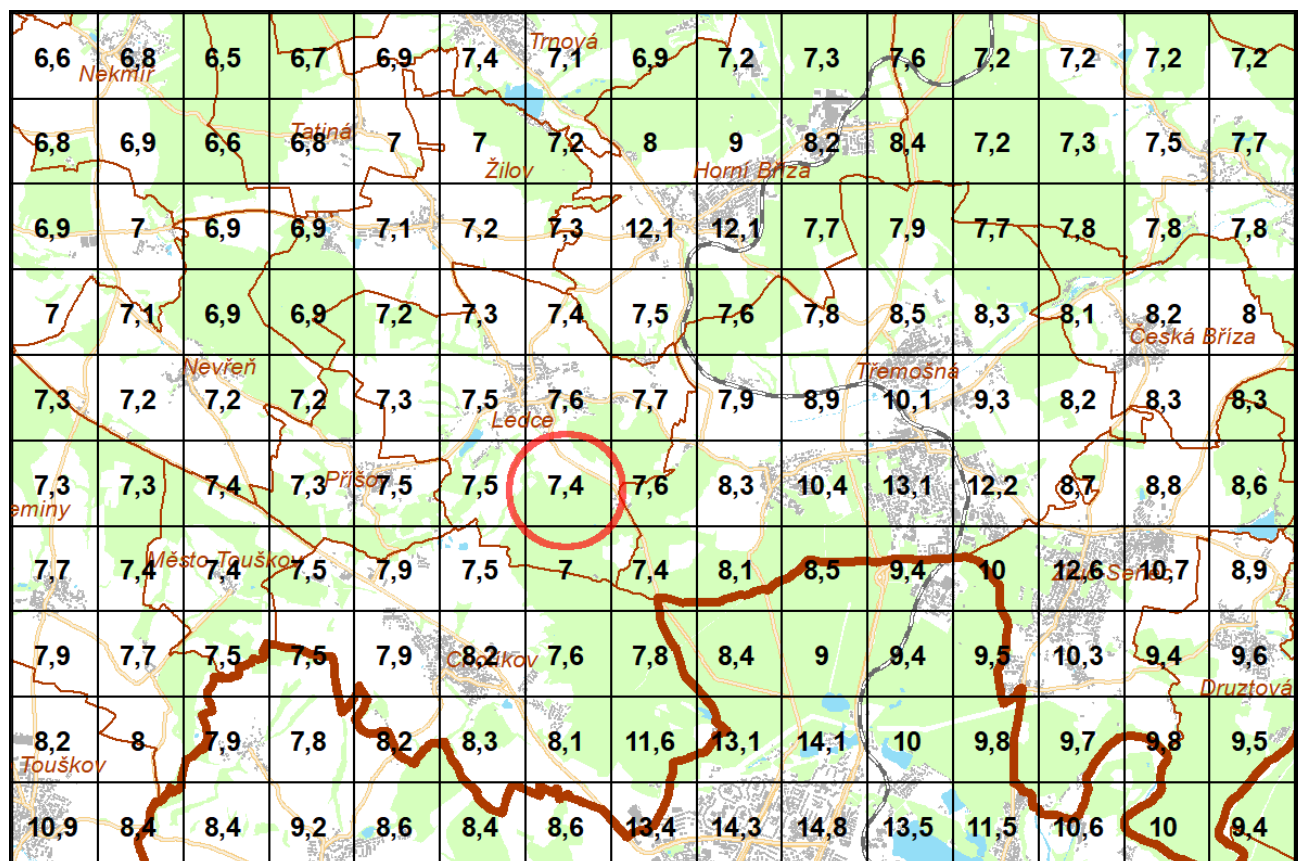 Trnová
6,6 6,8 6,5 6,7 6,9 7,4 7,1 6,9 7,2 7,3 7,6 7,2 7,2 7,2 7,2
Nekmíř
Tatiná
6,8 6,9 6,6 6,8 7 7 7,2 8 9 8,2 8,4 7,2 7,3 7,5 7,7
Žilov Horní Bříza
6,9 7 6,9 6,9 7,1 7,2 7,3 12,1 12,1 7,7 7,9 7,7 7,8 7,8 7,8
7 7,1 6,9 6,9 7,2 7,3 7,4 7,5 7,6 7,8 8,5 8,3 8,1 8,2 8
Česká Bříza
Nevřeň Třemošná
7,3 7,2 7,2 7,2 7,3 7,5 7,6 7,7 7,9 8,9 10,1 9,3 8,2 8,3 8,3
Ledce
Příšov
7,3 7,3 7,4 7,3 7,5 7,5 7,4 7,6 8,3 10,4 13,1 12,2 8,7 8,8 8,6
eminy
Město Touškov
7,7 7,4 7,4 7,5 7,9 7,5 7 7,4 8,1 8,5 9,4 10 12,6 10,7 8,9
7,9 7,7 7,5 7,5 7,9 8,2 7,6 7,8 8,4 9 9,4 9,5 10,3 9,4 9,6
Druztová
8,2 8 7,9 7,8 8,2 8,3 8,1 11,6 13,1 14,1 10 9,8 9,7 9,8 9,5
Touškov
10,9 8,4 8,4 9,2 8,6 8,4 8,6 13,4 14,3 14,8 13,5 11,5 10,6 10 9,4